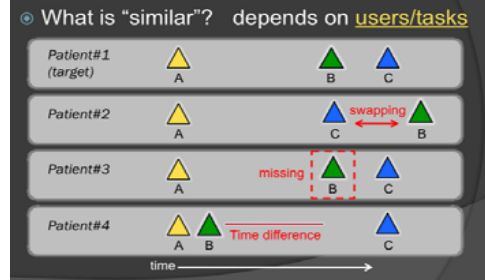 What is “similar”? depends on users/tasks
Patient#1
(target)
A B C
Patient#2
swapping
A C B
Patient#3
missing
A B C
Patient#4
Time difference
A B C
time